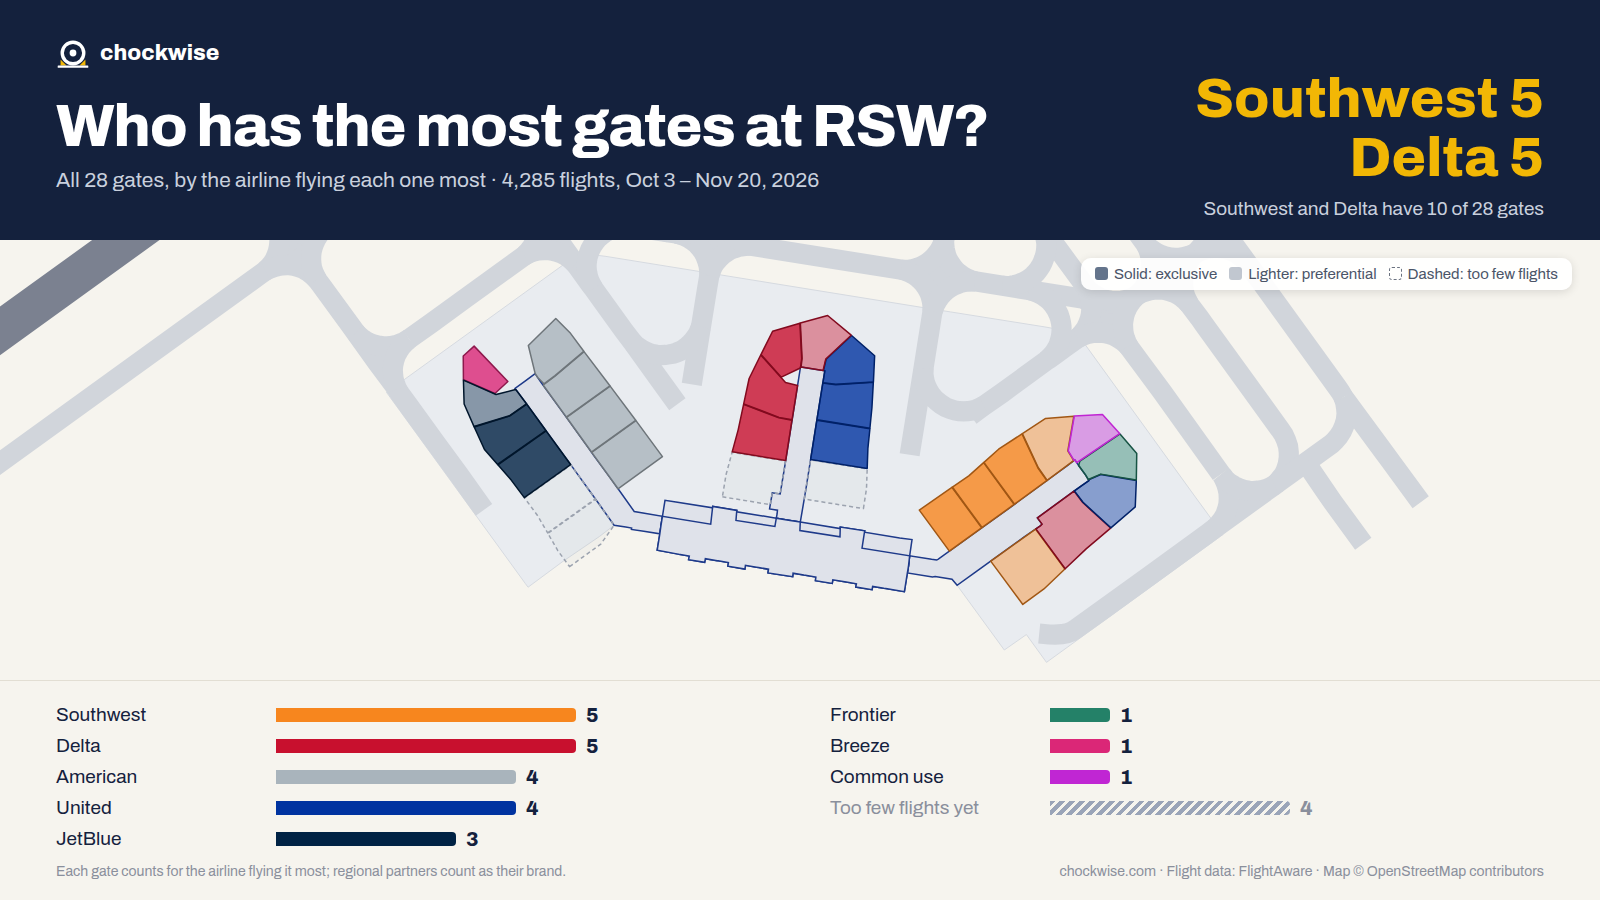 chockwise
Who has the most gates at RSW?
All 28 gates, by the airline flying each one most · 4,285 flights, Oct 3 – Nov 20, 2026
Southwest 5
Delta 5
Southwest and Delta have 10 of 28 gates
Solid: exclusive Lighter: preferential Dashed: too few flights
Southwest 5
Delta 5
American 4
United 4
JetBlue 3
Frontier 1
Breeze 1
Common use 1
Too few flights yet 4
Each gate counts for the airline flying it most; regional partners count as their brand.
chockwise.com · Flight data: FlightAware · Map © OpenStreetMap contributors